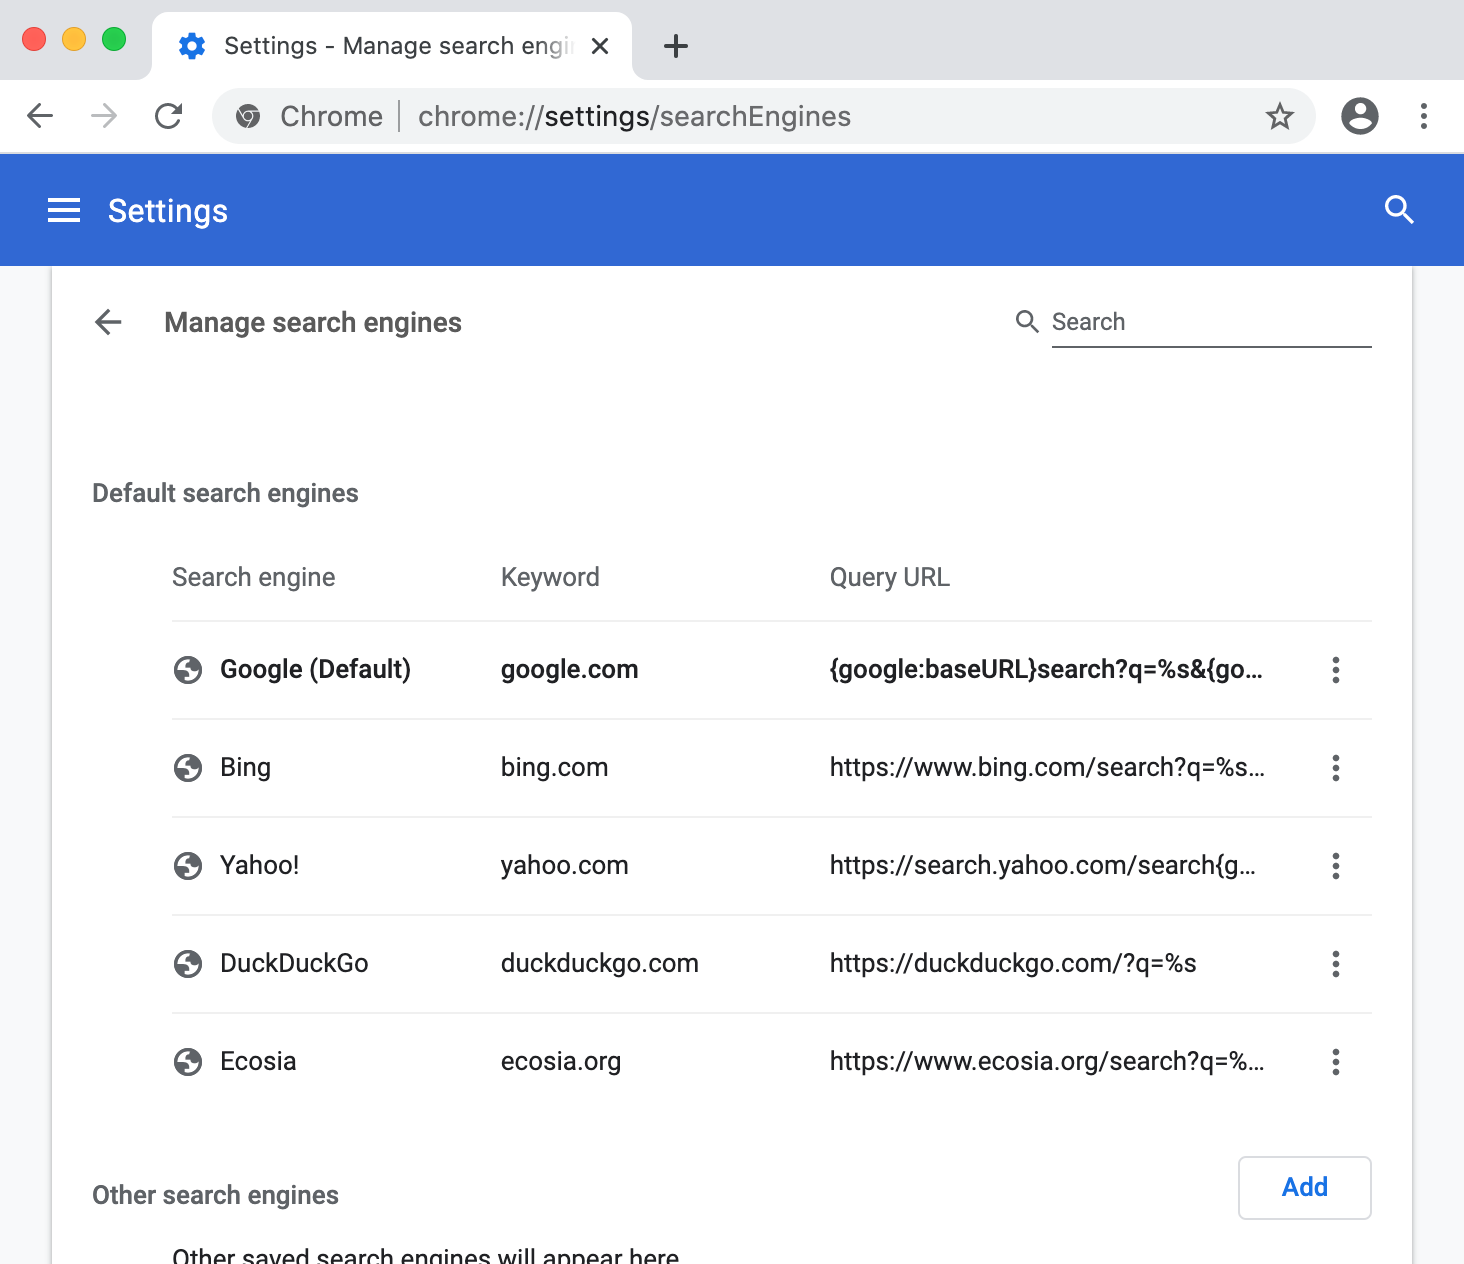 Settings - Manage search engi
Chrome | chrome://settings/searchEngines
Settings
Manage search engines
Search
Default search engines
Search engine Keyword Query URL
Google (Default) google.com {google:baseURL}search?q=%s&{go...
Bing bing.com https://www.bing.com/search?q=%s...
Yahoo! yahoo.com https://search.yahoo.com/search{g...
DuckDuckGo duckduckgo.com https://duckduckgo.com/?q=%s
Ecosia ecosia.org https://www.ecosia.org/search?q=%...
Other search engines
Add
Other saved search engines will appear here